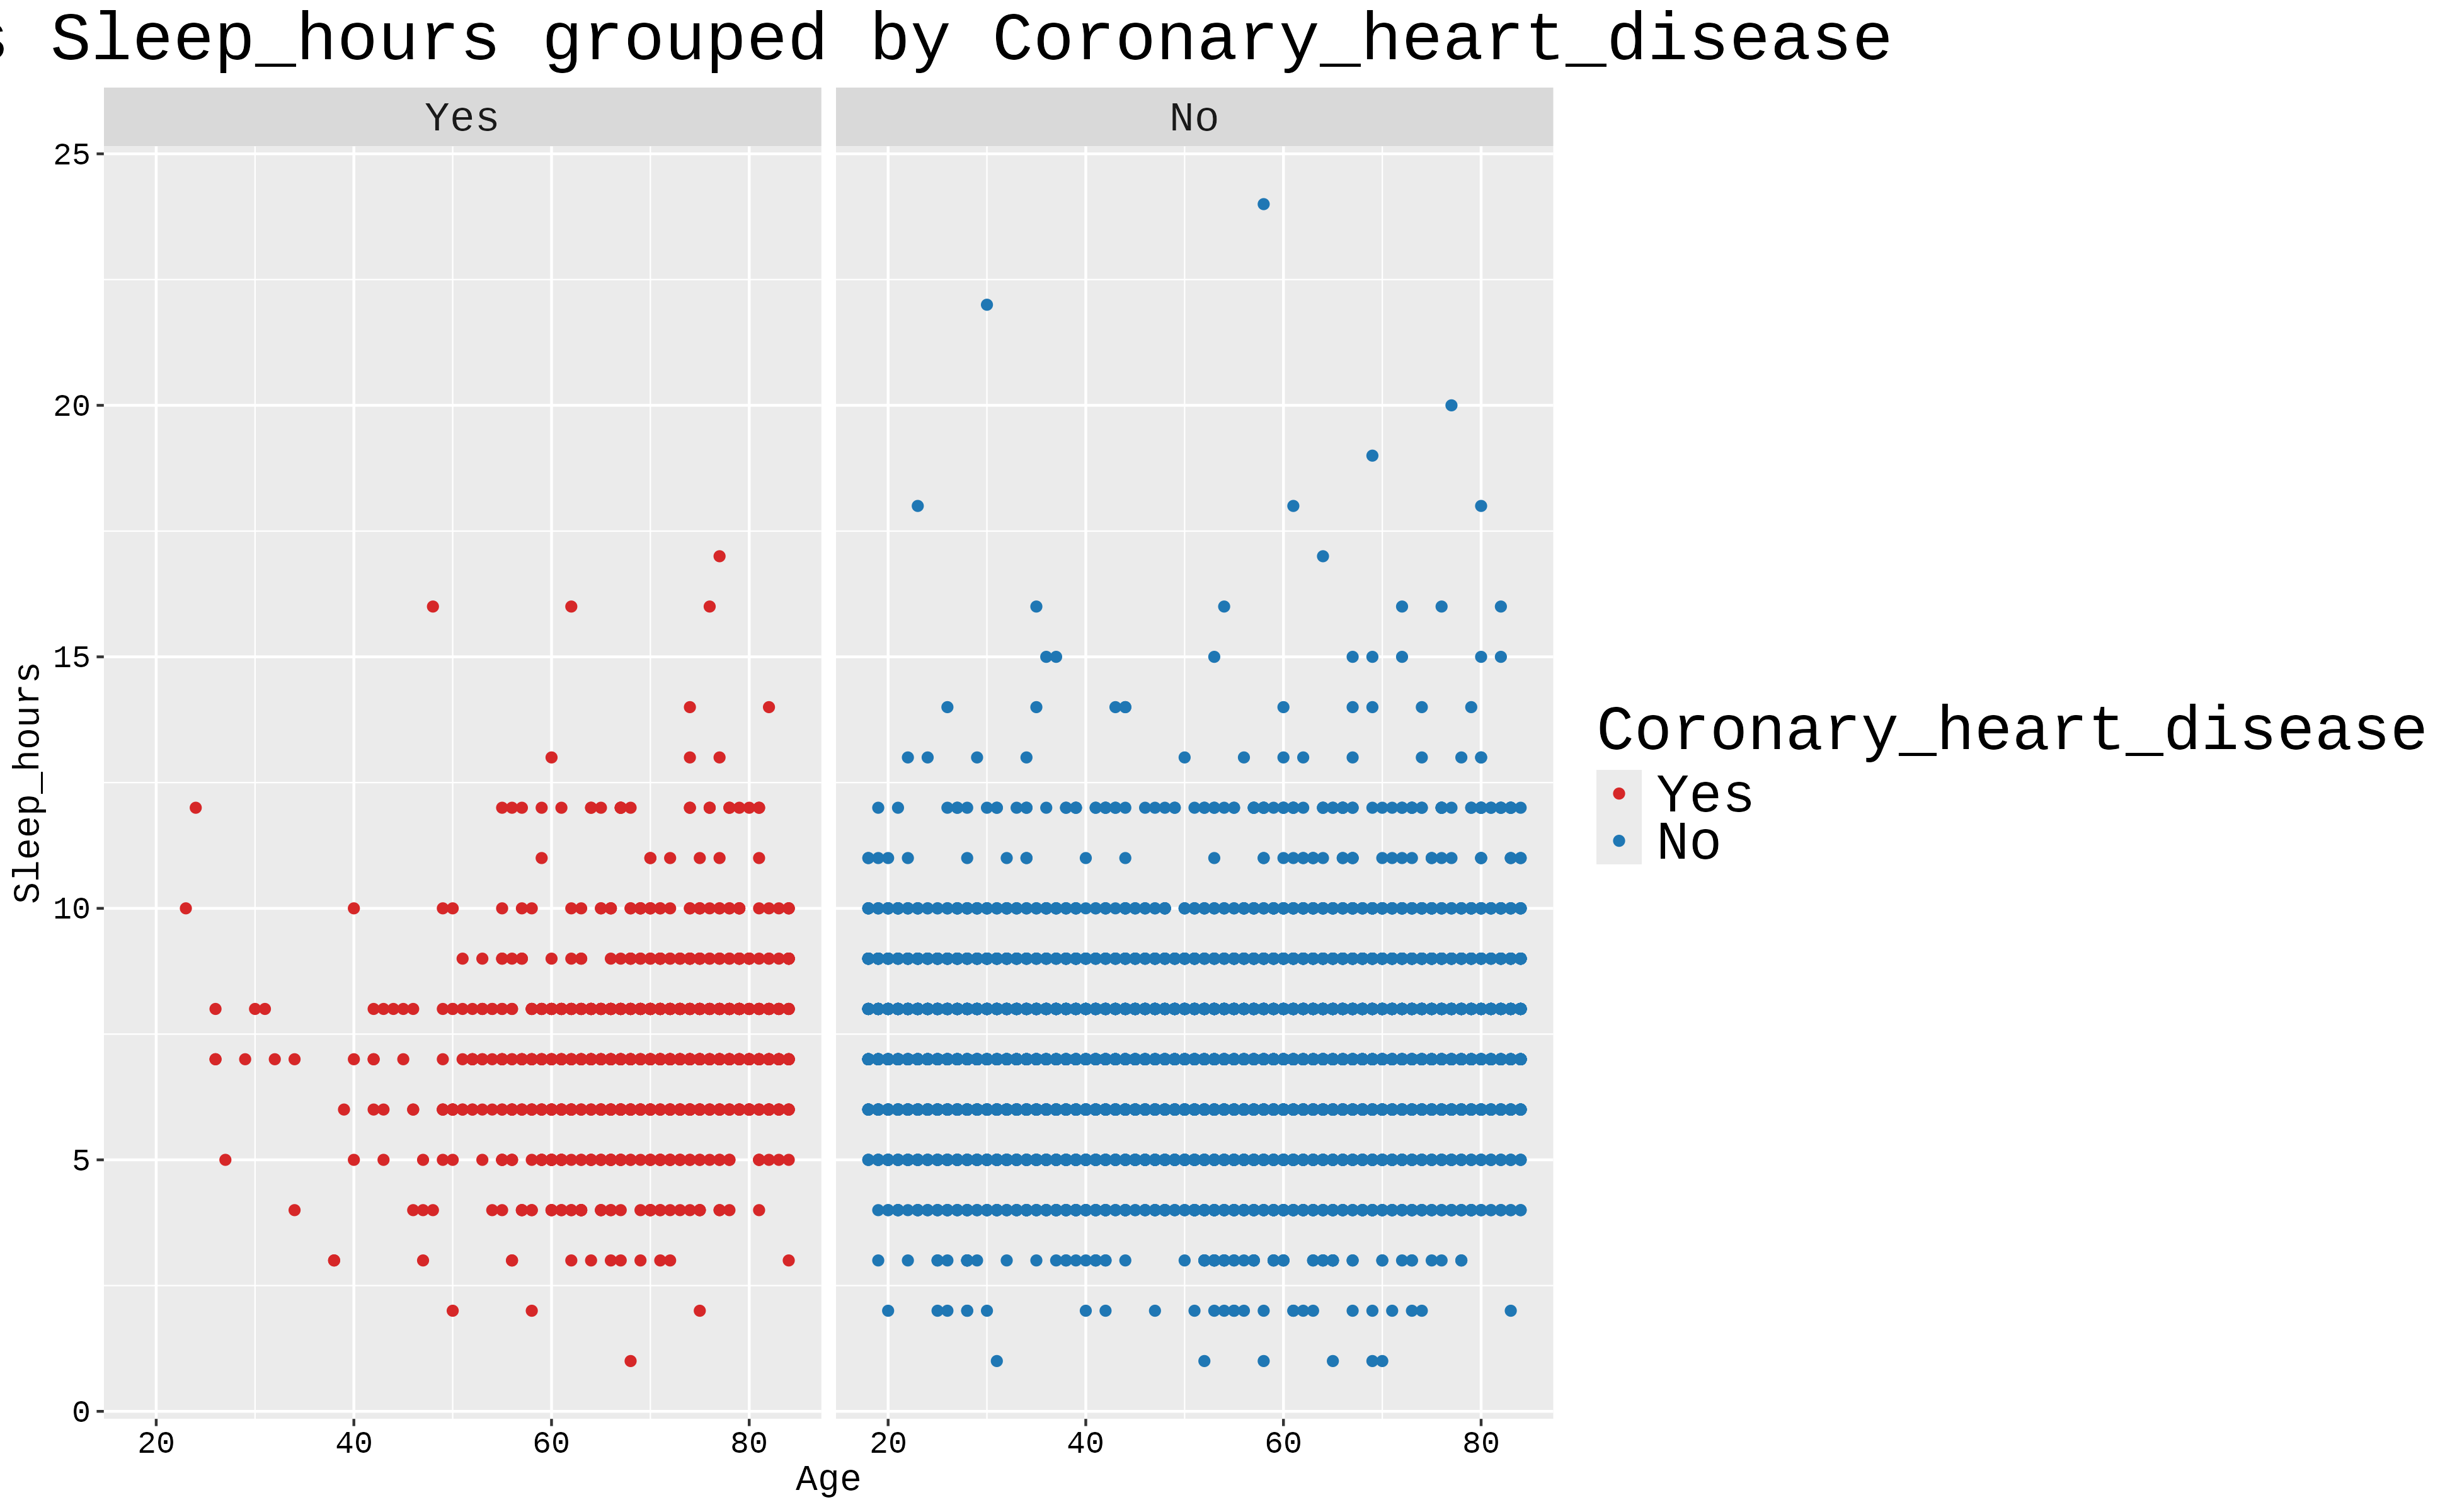 Sleep_hours grouped by Coronary_heart_disease
Yes
No
25
20
15
10
5
0
Sleep_hours
20
40
60
80
20
40
60
80
Age
Coronary_heart_disease
Yes
No